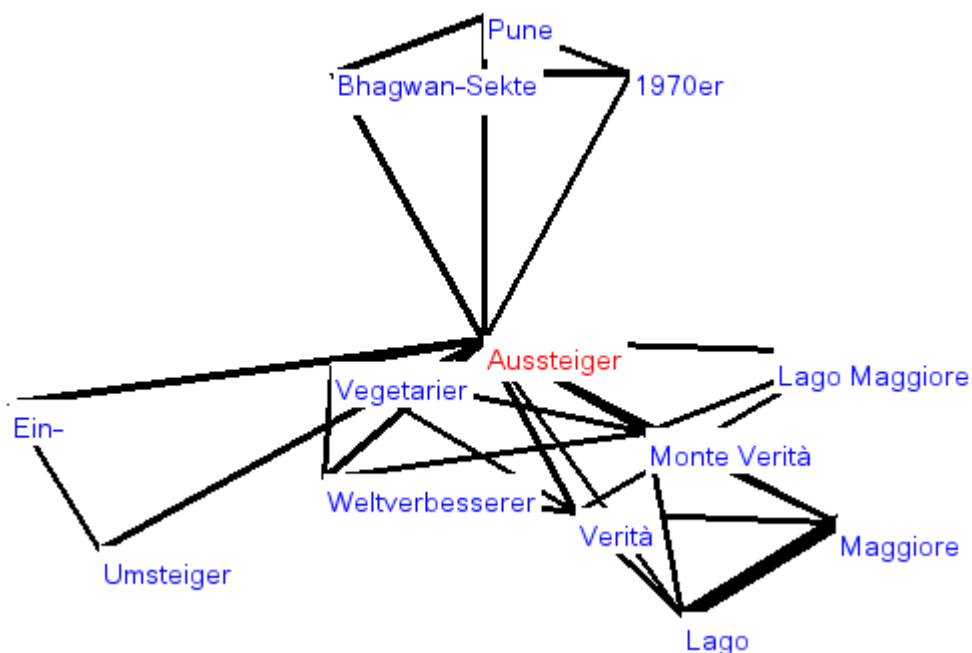 Pune
Bhagwan-Sekte
1970er
Aussteiger
Vegetarier
Lago Maggiore
Ein-
Monte Verità
Weltverbesserer
Verità
Maggiore
Umsteiger
Lago